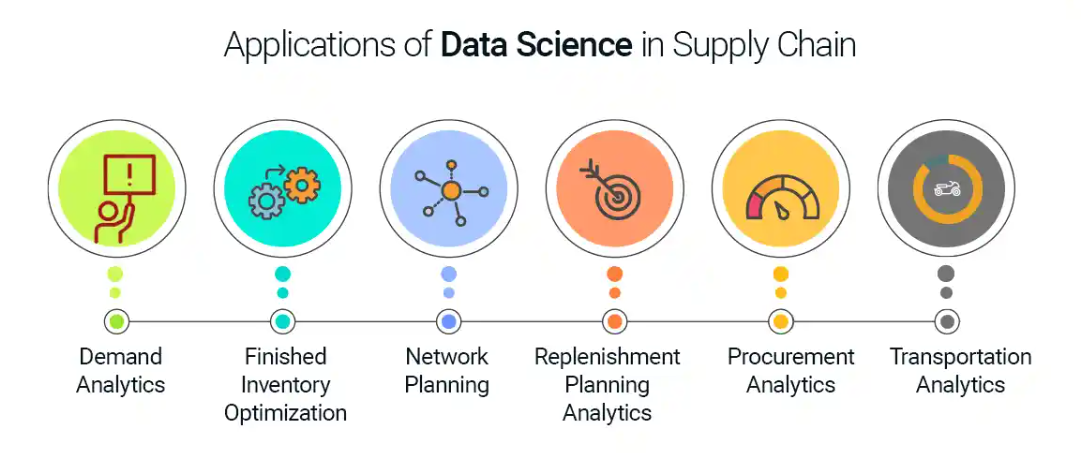 Applications of Data Science in Supply Chain
!
Demand
Analytics
Finished
Inventory
Optimization
Network
Planning
Replenishment
Planning
Analytics
Procurement
Analytics
Transportation
Analytics